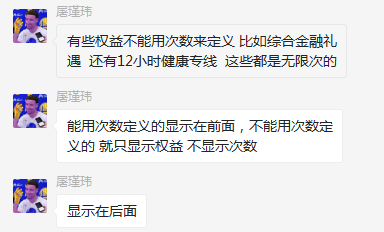 屠瑾玮
有些权益不能用次数来定义 比如综合金融礼
遇  还有12小时健康专线  这些都是无限次的
屠瑾玮
能用次数定义的显示在前面，不能用次数定
义的 就只显示权益 不显示次数
屠瑾玮
显示在后面